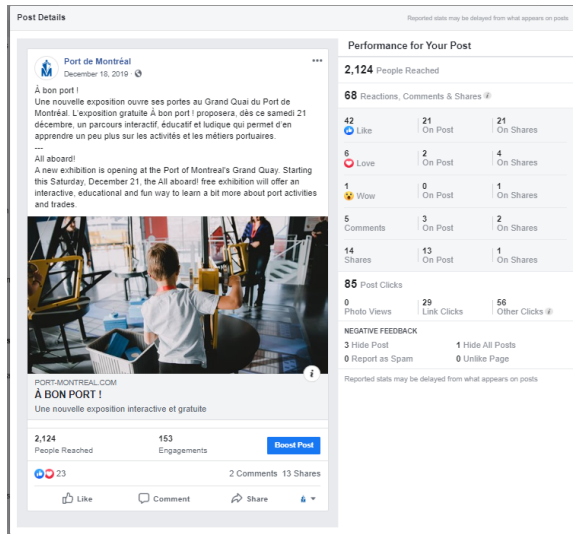 Post Details
Reported stats may be delayed from what appears on posts
Port de Montréal
December 18, 2019 ·
À bon port !
Une nouvelle exposition ouvre ses portes au Grand Quai du Port de
Montréal. L'exposition gratuite À bon port ! proposera, dès ce samedi 21
décembre, un parcours interactif, éducatif et ludique qui permet d'en
apprendre un peu plus sur les activités et les métiers portuaires.
---
All aboard!
A new exhibition is opening at the Port of Montreal's Grand Quay. Starting
this Saturday, December 21, the All aboard! free exhibition will offer an
interactive, educational and fun way to learn a bit more about port activities
and trades.
PORT-MONTREAL.COM
À BON PORT !
Une nouvelle exposition interactive et gratuite
2,124 153
People Reached Engagements
Boost Post
23 2 Comments 13 Shares
Like Comment Share
Performance for Your Post
2,124 People Reached
68 Reactions, Comments & Shares
42 21 21
Like On Post On Shares
6 2 4
Love On Post On Shares
1 0 1
Wow On Post On Shares
5 3 2
Comments On Post On Shares
14 13 1
Shares On Post On Shares
85 Post Clicks
0 29 56
Photo Views Link Clicks Other Clicks
NEGATIVE FEEDBACK
3 Hide Post 1 Hide All Posts
0 Report as Spam 0 Unlike Page
Reported stats may be delayed from what appears on posts